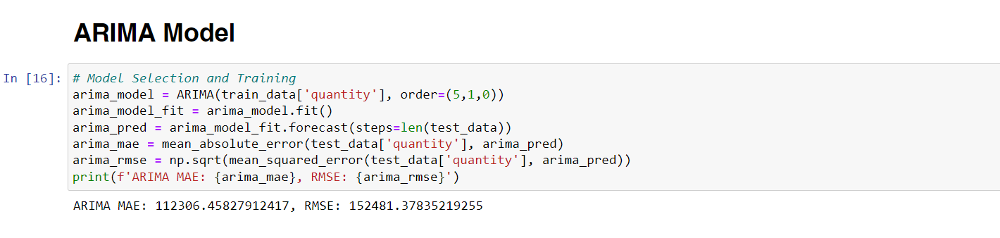 ARIMA Model
In [16]: # Model Selection and Training
arima_model = ARIMA(train_data['quantity'], order=(5,1,0))
arima_model_fit = arima_model.fit()
arima_pred = arima_model_fit.forecast(steps=len(test_data))
arima_mae = mean_absolute_error(test_data['quantity'], arima_pred)
arima_rmse = np.sqrt(mean_squared_error(test_data['quantity'], arima_pred))
print(f'ARIMA MAE: {arima_mae}, RMSE: {arima_rmse}')
ARIMA MAE: 112306.45827912417, RMSE: 152481.37835219255